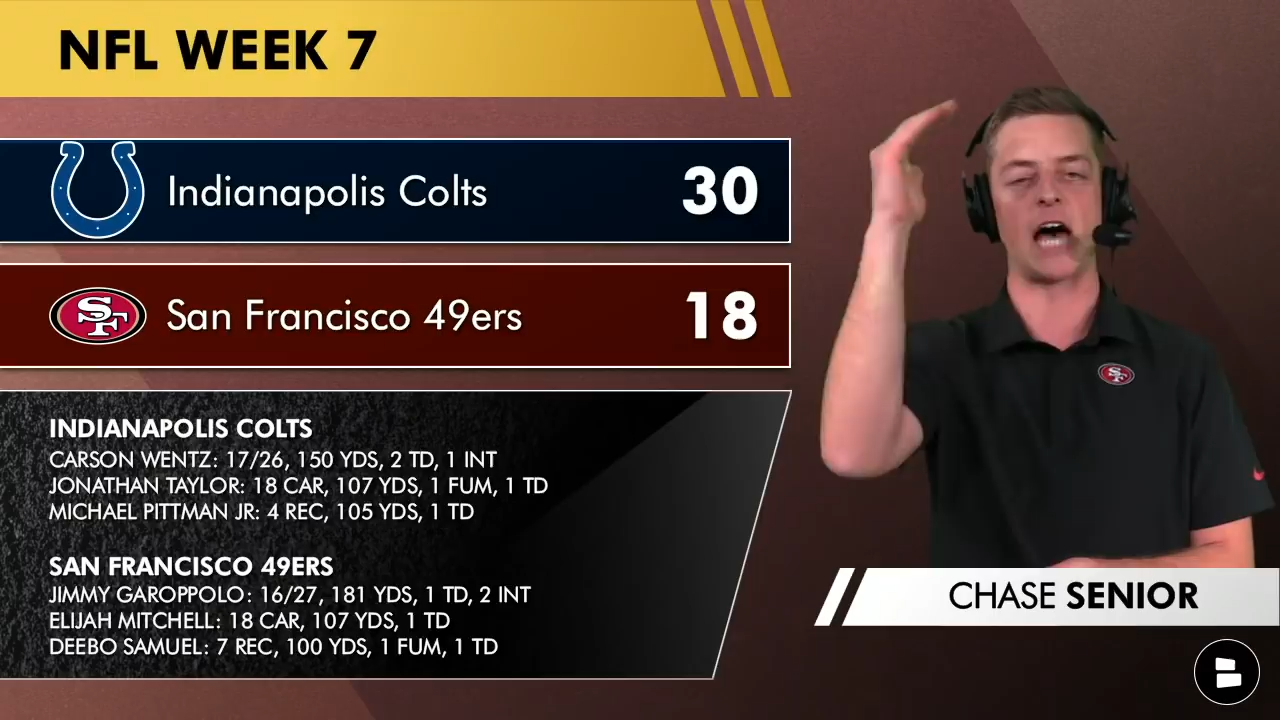 NFL WEEK 7
Indianapolis Colts 30
San Francisco 49ers 18
INDIANAPOLIS COLTS
CARSON WENTZ: 17/26, 150 YDS, 2 TD, 1 INT
JONATHAN TAYLOR: 18 CAR, 107 YDS, 1 FUM, 1 TD
MICHAEL PITTMAN JR: 4 REC, 105 YDS, 1 TD
SAN FRANCISCO 49ERS
JIMMY GAROPPOLO: 16/27, 181 YDS, 1 TD, 2 INT
ELIJAH MITCHELL: 18 CAR, 107 YDS, 1 TD
DEEBO SAMUEL: 7 REC, 100 YDS, 1 FUM, 1 TD
SF
SF
CHASE SENIOR